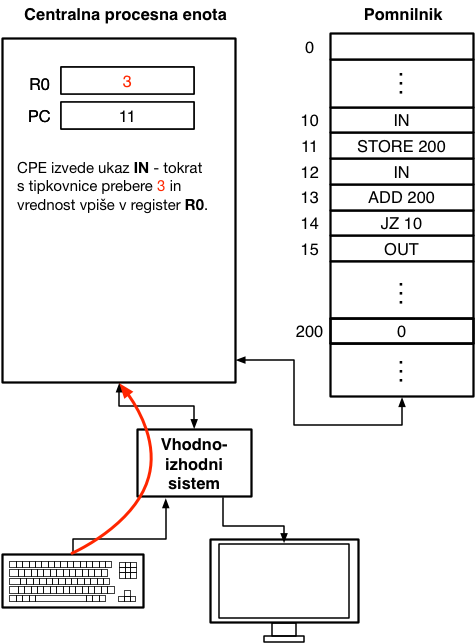 Centralna procesna enota
R0
3
PC
11
CPE izvede ukaz IN - tokrat
s tipkovnice prebere 3 in
vrednost vpiše v register R0.
Pomnilnik
0
10 IN
11 STORE 200
12 IN
13 ADD 200
14 JZ 10
15 OUT
200 0
Vhodno-
izhodni
sistem